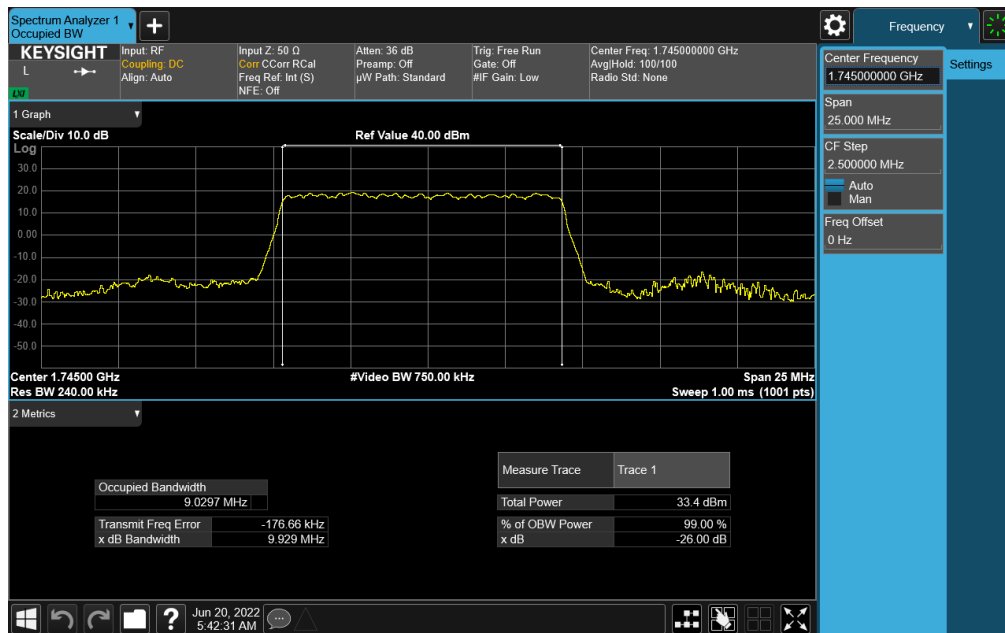 Spectrum Analyzer 1
Occupied BW
Frequency
KEYSIGHT
L
LXI
Input: RF
Coupling: DC
Align: Auto
Input Z: 50 Ω
Corr CCorr RCal
Freq Ref: Int (S)
NFE: Off
Atten: 36 dB
Preamp: Off
µW Path: Standard
Trig: Free Run
Gate: Off
#IF Gain: Low
Center Freq: 1.745000000 GHz
Avg|Hold: 100/100
Radio Std: None
Center Frequency
1.745000000 GHz
Settings
Span
25.000 MHz
CF Step
2.500000 MHz
Auto
Man
Freq Offset
0 Hz
1 Graph
Scale/Div 10.0 dB
Ref Value 40.00 dBm
Log
30.0
20.0
10.0
0.00
-10.0
-20.0
-30.0
-40.0
-50.0
Center 1.74500 GHz
#Video BW 750.00 kHz
Span 25 MHz
Res BW 240.00 kHz
Sweep 1.00 ms (1001 pts)
2 Metrics
Occupied Bandwidth
9.0297 MHz
Transmit Freq Error -176.66 kHz
x dB Bandwidth 9.929 MHz
Measure Trace Trace 1
Total Power 33.4 dBm
% of OBW Power 99.00 %
x dB -26.00 dB
Jun 20, 2022
5:42:31 AM